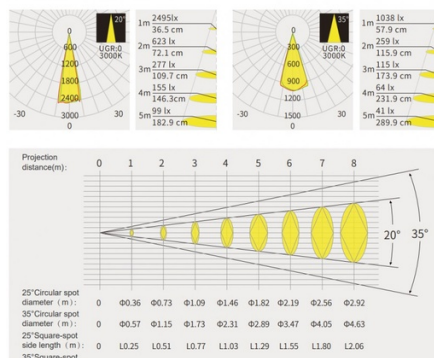 20°
0
600
1200
1800
2400
3000
UGR:0
3000K
-30
30
0
1m
2495lx
36.5 cm
2m
623 lx
72.1 cm
3m
277 lx
109.7 cm
4m
155 lx
146.3cm
5m
99 lx
182.9 cm
35°
0
300
600
900
1200
1500
UGR:0
3000K
-30
30
0
1m
1038 lx
57.9 cm
2m
259 lx
115.9 cm
3m
115 lx
173.9 cm
4m
64 lx
231.9 cm
5m
41 lx
289.9 cm
Projection
distance(m): 0 1 2 3 4 5 6 7 8
20° 35°
25°Circular spot
diameter（m）: 0 Φ0.36 Φ0.73 Φ1.09 Φ1.46 Φ1.82 Φ2.19 Φ2.56 Φ2.92
35°Circular spot
diameter（m）: 0 Φ0.57 Φ1.15 Φ1.73 Φ2.31 Φ2.89 Φ3.47 Φ4.05 Φ4.63
25°Square-spot
side length（m）: 0 L0.25 L0.51 L0.77 L1.03 L1.29 L1.55 L1.80 L2.06
35°Square-spot